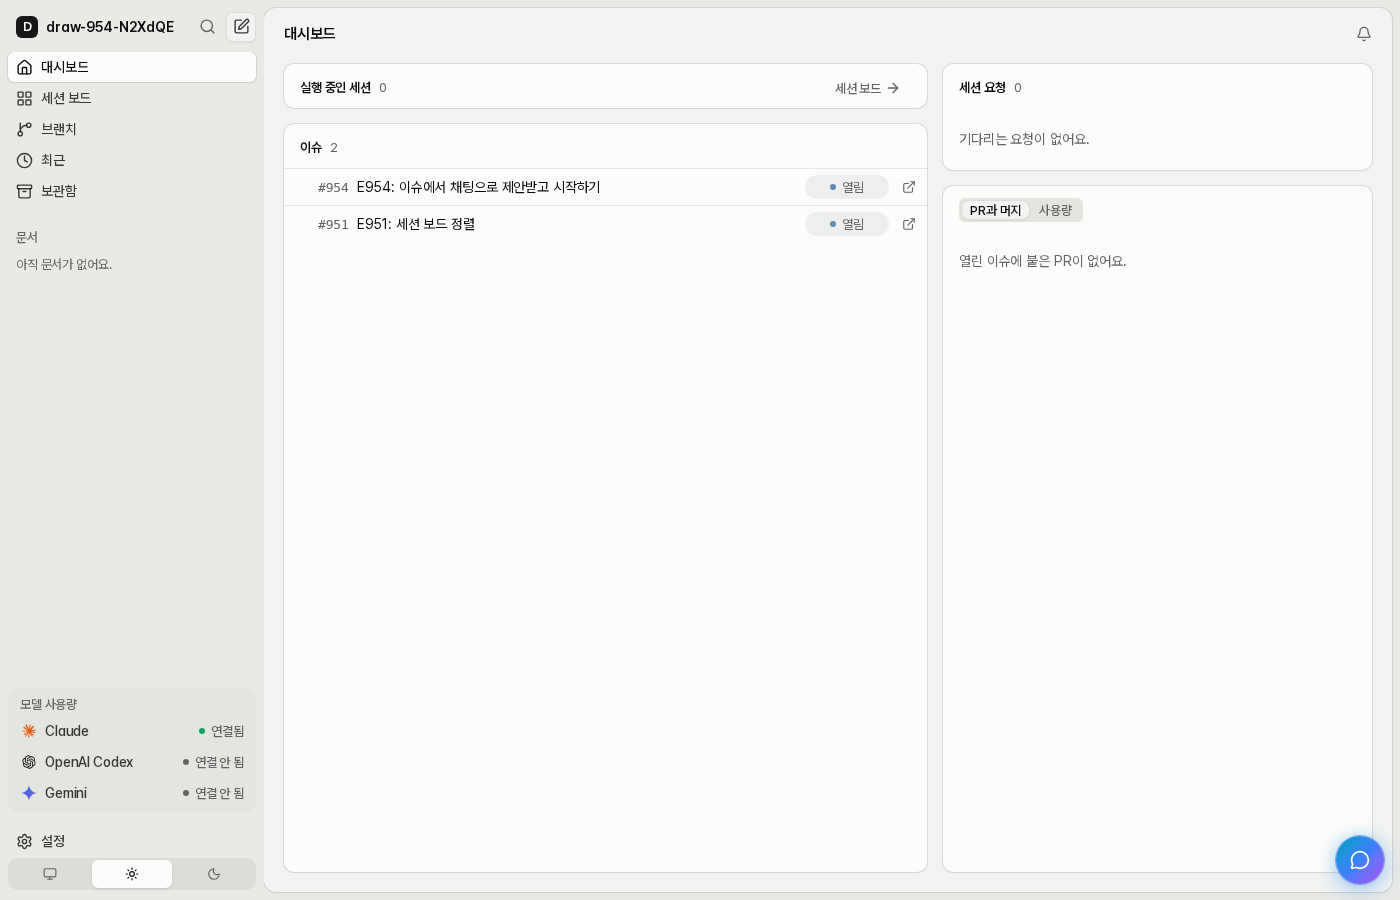 D draw-954-N2XdQE
대시보드
세션 보드
브랜치
최근
보관함
문서
아직 문서가 없어요.
모델 사용량
Claude 연결됨
OpenAI Codex 연결 안 됨
Gemini 연결 안 됨
설정
대시보드
실행 중인 세션 0 세션 보드
이슈 2
#954 E954: 이슈에서 채팅으로 제안받고 시작하기 열림
#951 E951: 세션 보드 정렬 열림
세션 요청 0
기다리는 요청이 없어요.
PR과 머지 사용량
열린 이슈에 붙은 PR이 없어요.